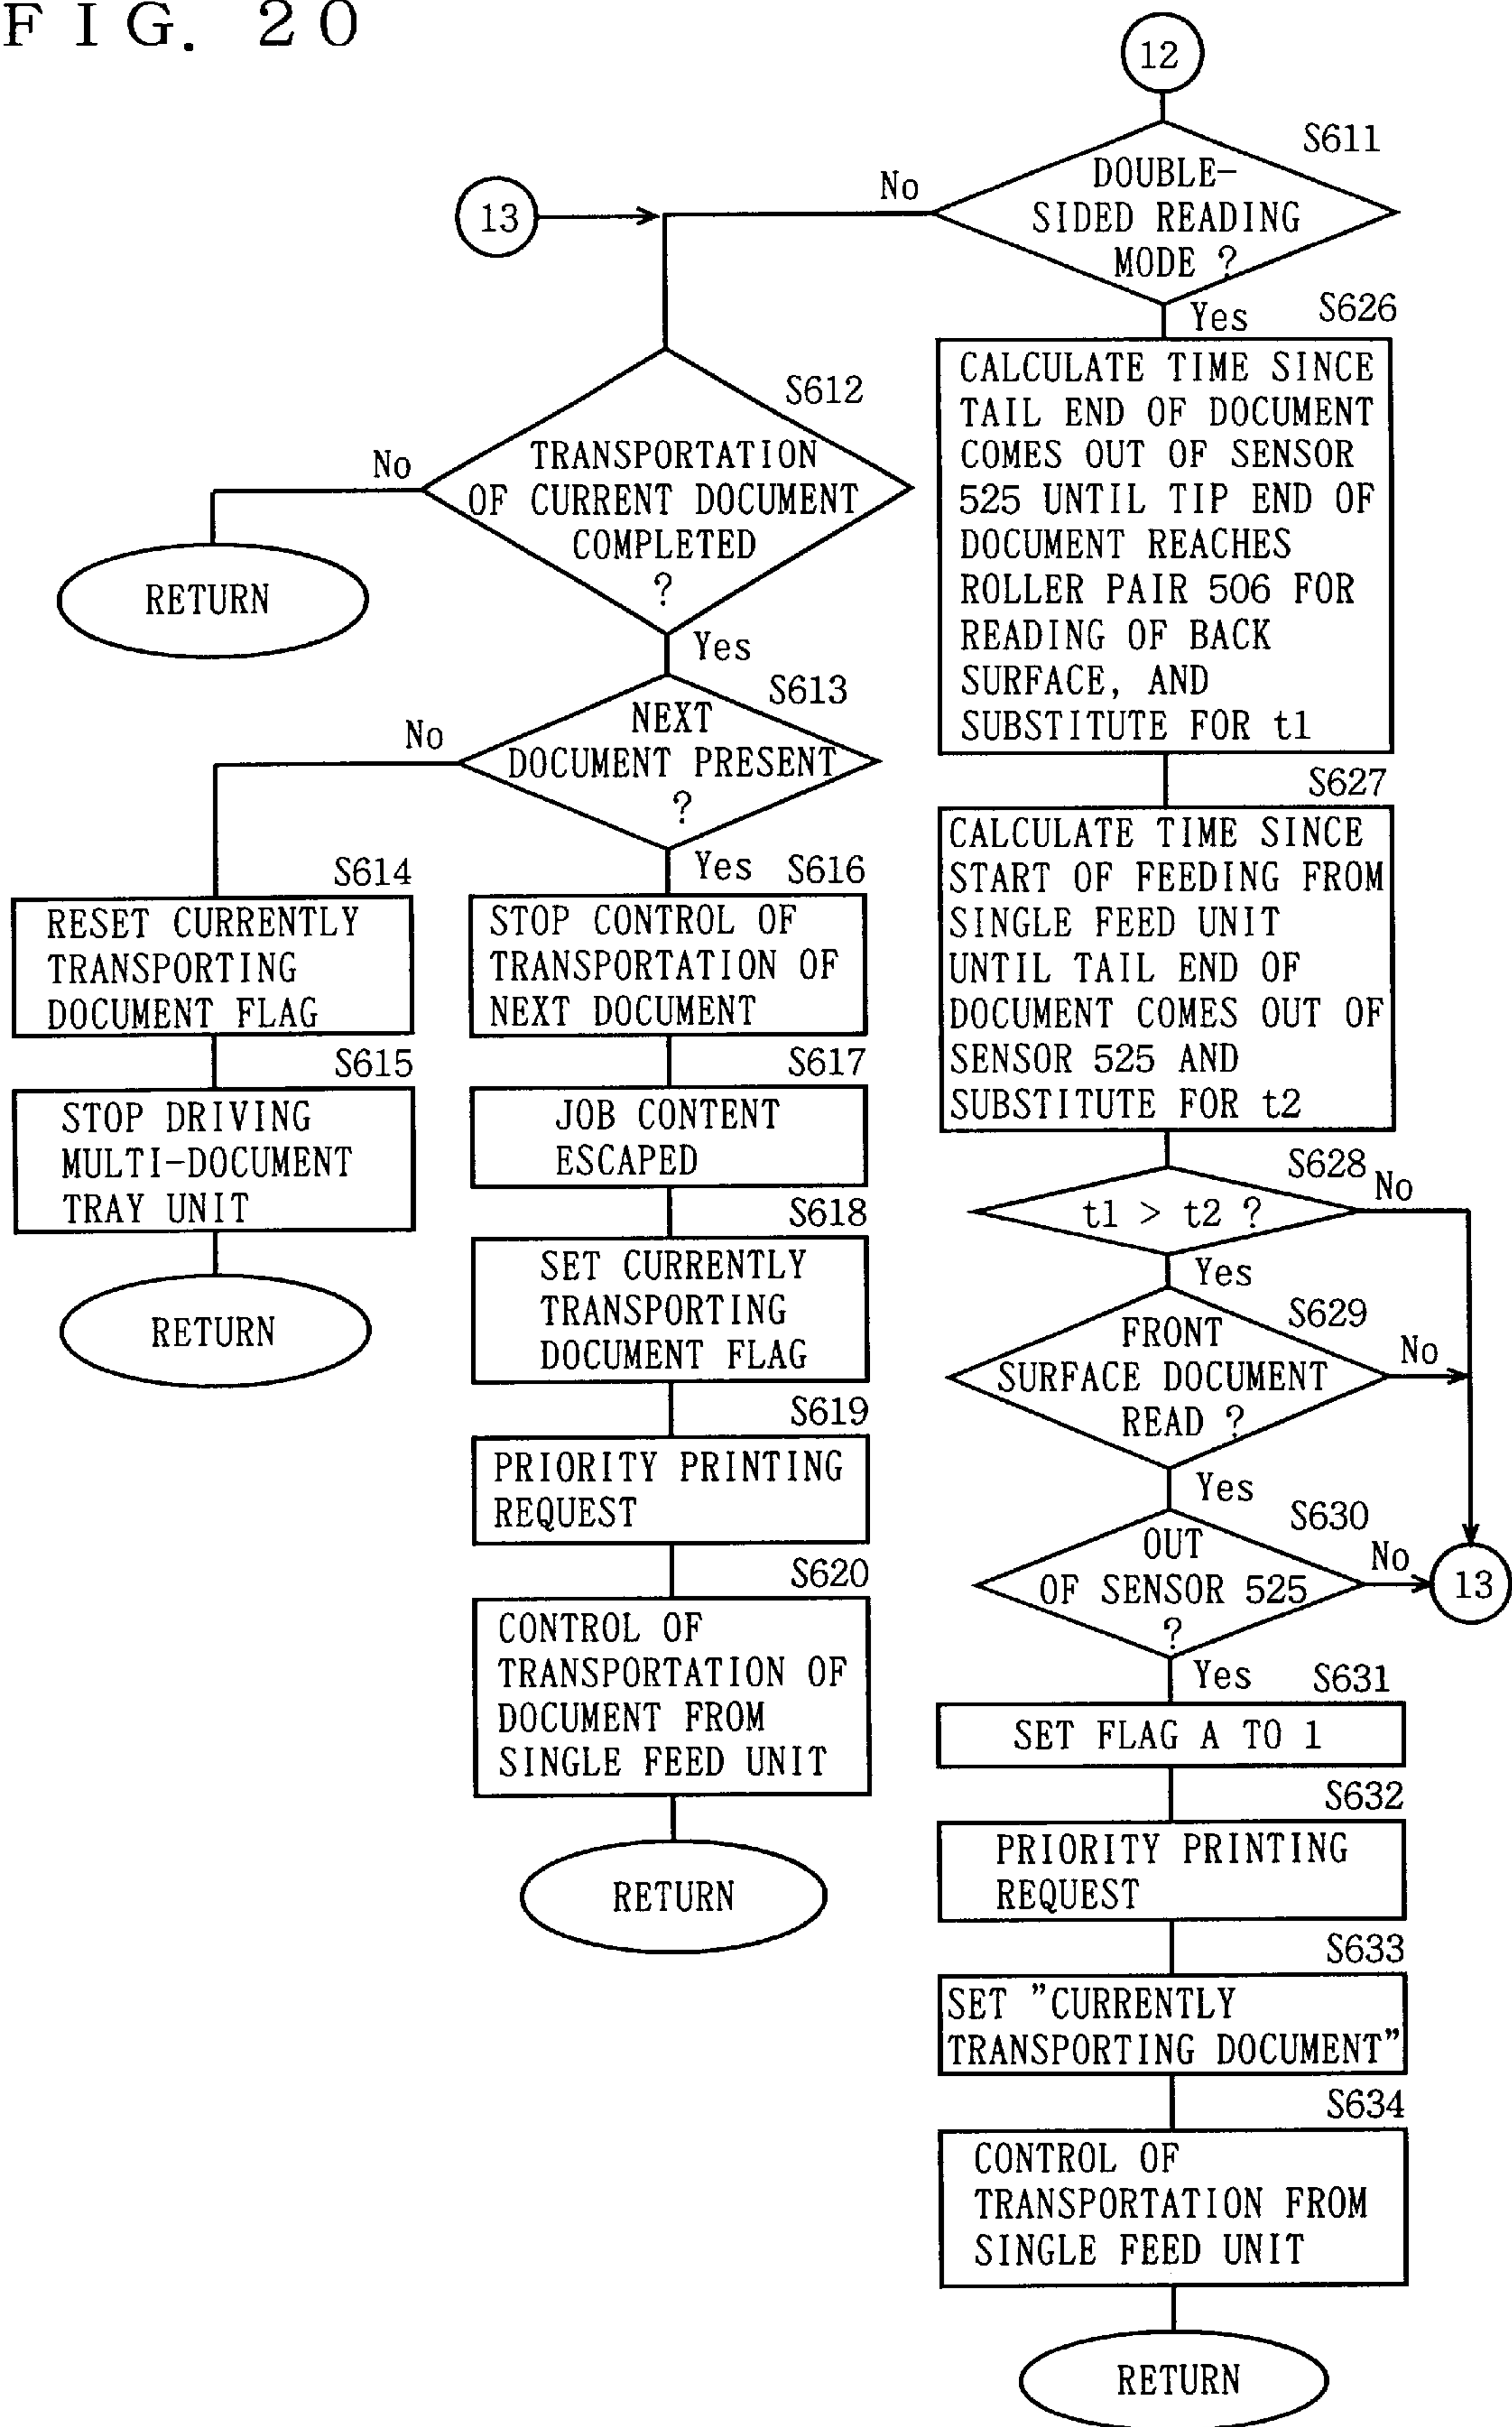 FIG. 20
12
S611
DOUBLE-
SIDED READING
MODE ?
No
13
Yes
S612
TRANSPORTATION
OF CURRENT DOCUMENT
COMPLETED
?
No
RETURN
Yes
S613
NEXT
DOCUMENT PRESENT
?
No
S614
RESET CURRENTLY
TRANSPORTING
DOCUMENT FLAG
S615
STOP DRIVING
MULTI-DOCUMENT
TRAY UNIT
RETURN
Yes
S616
STOP CONTROL OF
TRANSPORTATION OF
NEXT DOCUMENT
S617
JOB CONTENT
ESCAPED
S618
SET CURRENTLY
TRANSPORTING
DOCUMENT FLAG
S619
PRIORITY PRINTING
REQUEST
S620
CONTROL OF
TRANSPORTATION OF
DOCUMENT FROM
SINGLE FEED UNIT
RETURN
S626
CALCULATE TIME SINCE
TAIL END OF DOCUMENT
COMES OUT OF SENSOR
525 UNTIL TIP END OF
DOCUMENT REACHES
ROLLER PAIR 506 FOR
READING OF BACK
SURFACE, AND
SUBSTITUTE FOR t1
S627
CALCULATE TIME SINCE
START OF FEEDING FROM
SINGLE FEED UNIT
UNTIL TAIL END OF
DOCUMENT COMES OUT OF
SENSOR 525 AND
SUBSTITUTE FOR t2
S628
t1 > t2 ?
No
Yes
S629
FRONT
SURFACE DOCUMENT
READ ?
No
Yes
S630
OUT
OF SENSOR 525
?
No
13
Yes
S631
SET FLAG A TO 1
S632
PRIORITY PRINTING
REQUEST
S633
SET "CURRENTLY
TRANSPORTING DOCUMENT"
S634
CONTROL OF
TRANSPORTATION FROM
SINGLE FEED UNIT
RETURN